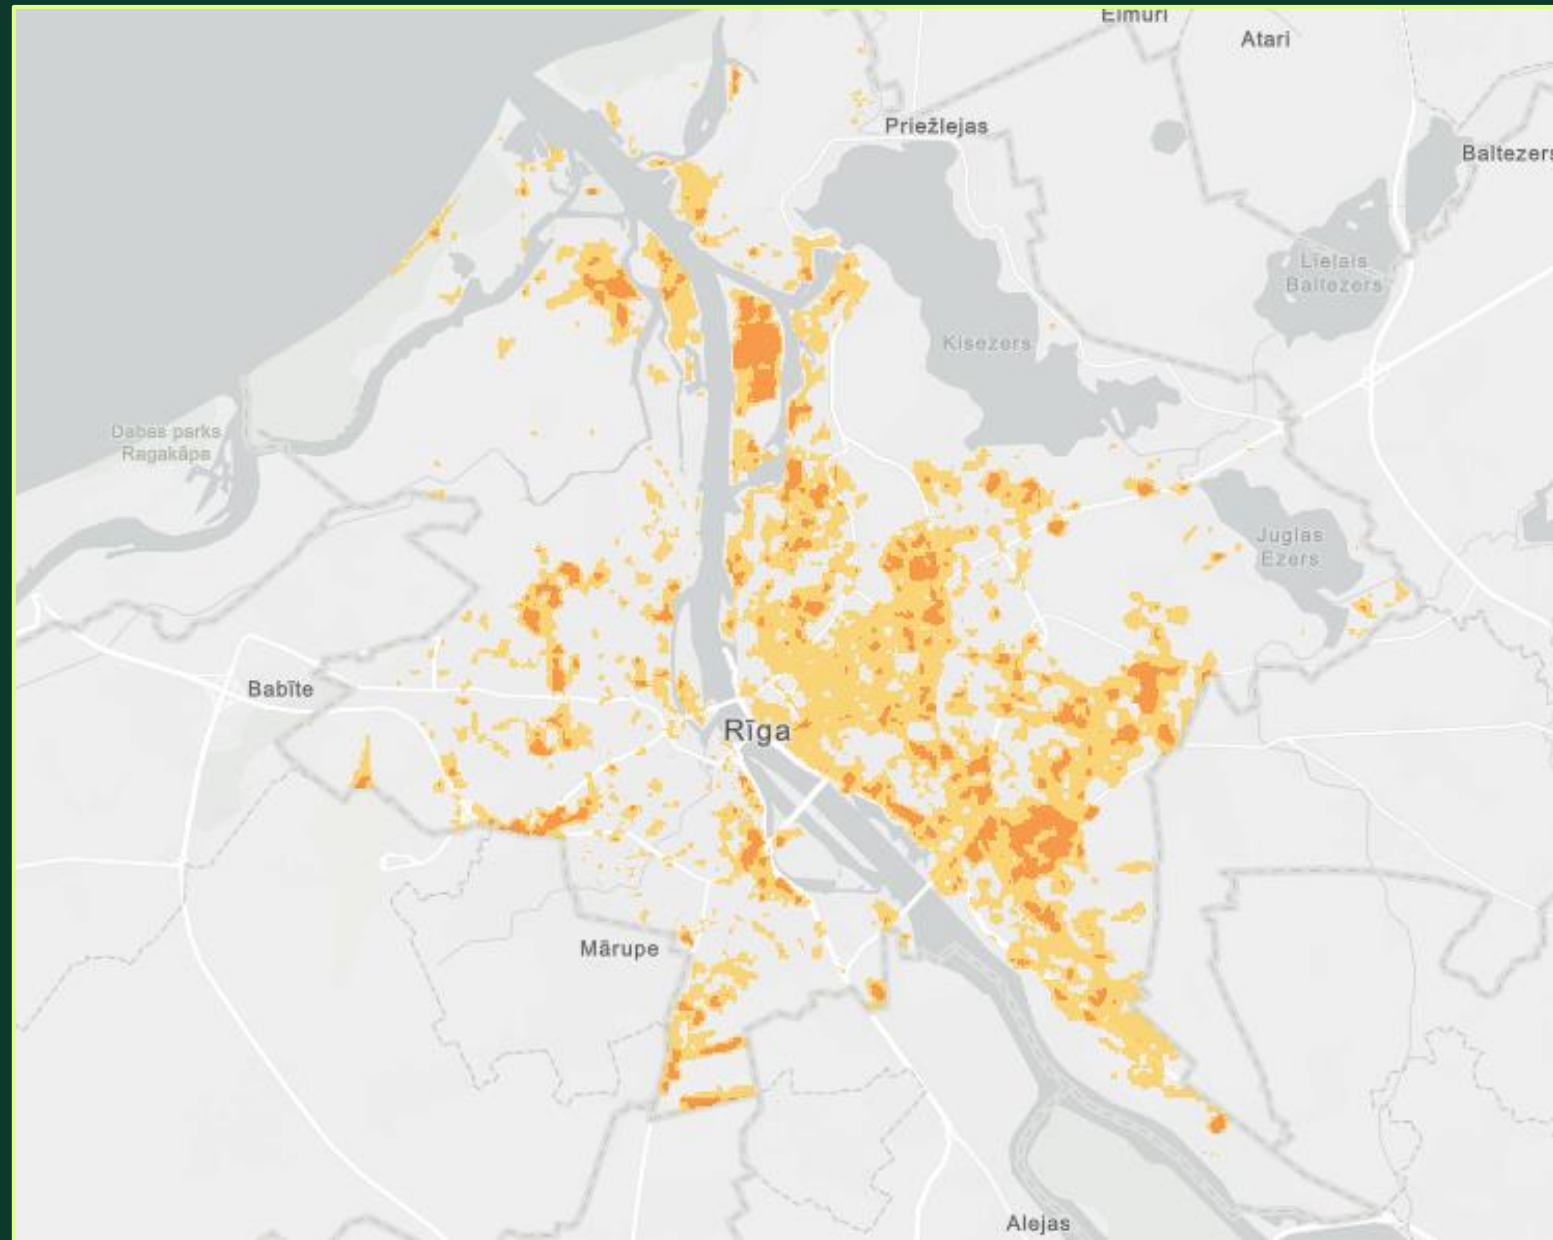 Eimuri
Atari
Priežlejas
Baltezers
Lielais
Baltezers
Kisezers
Dabas parks
Ragakāpa
Juglas
Ezers
Babīte
Rīga
Mārupe
Alejas